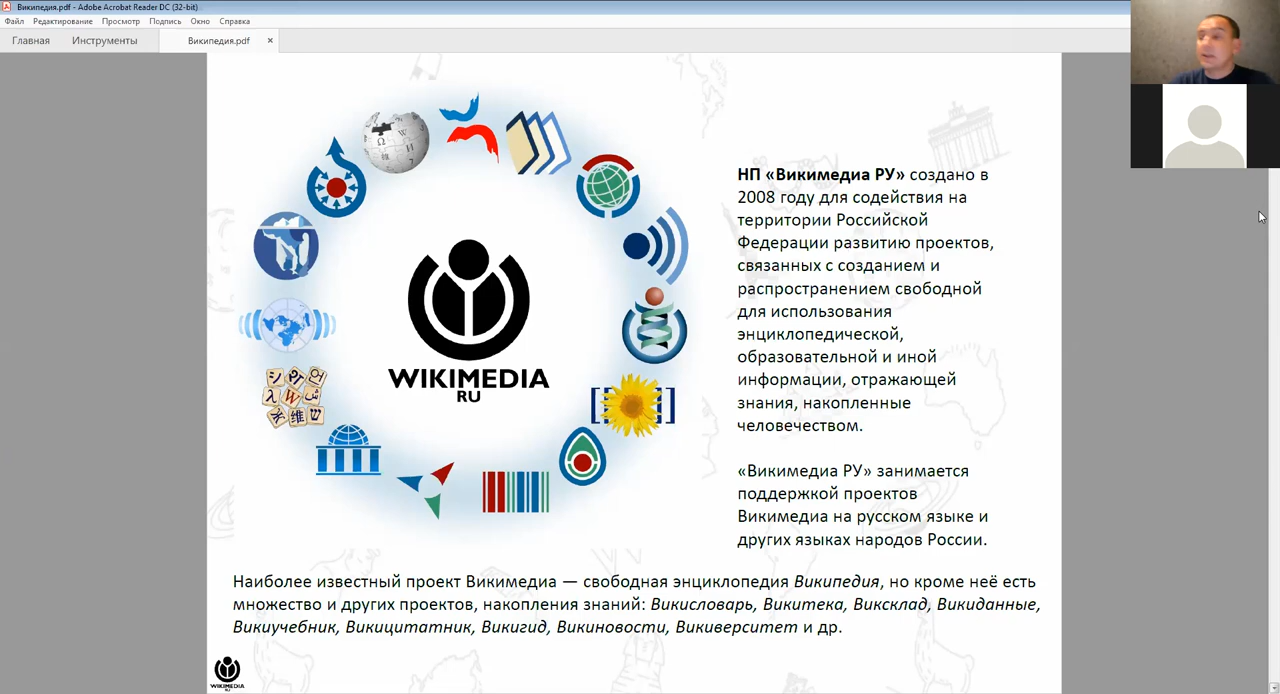 Википедия.pdf - Adobe Acrobat Reader DC (32-bit)
Файл Редактирование Просмотр Подпись Окно Справка
Главная Инструменты Википедия.pdf ×
НП «Викимедиа РУ» создано в
2008 году для содействия на
территории Российской
Федерации развитию проектов,
связанных с созданием и
распространением свободной
для использования
энциклопедической,
образовательной и иной
информации, отражающей
знания, накопленные
человечеством.
«Викимедиа РУ» занимается
поддержкой проектов
Викимедиа на русском языке и
других языках народов России.
WIKIMEDIA
RU
Наиболее известный проект Викимедиа — свободная энциклопедия Википедия, но кроме неё есть
множество и других проектов, накопления знаний: Викисловарь, Викитека, Виксклад, Викиданные,
Викиучебник, Викицитатник, Викигид, Викиновости, Викиверситет и др.
WIKIMEDIA
RU